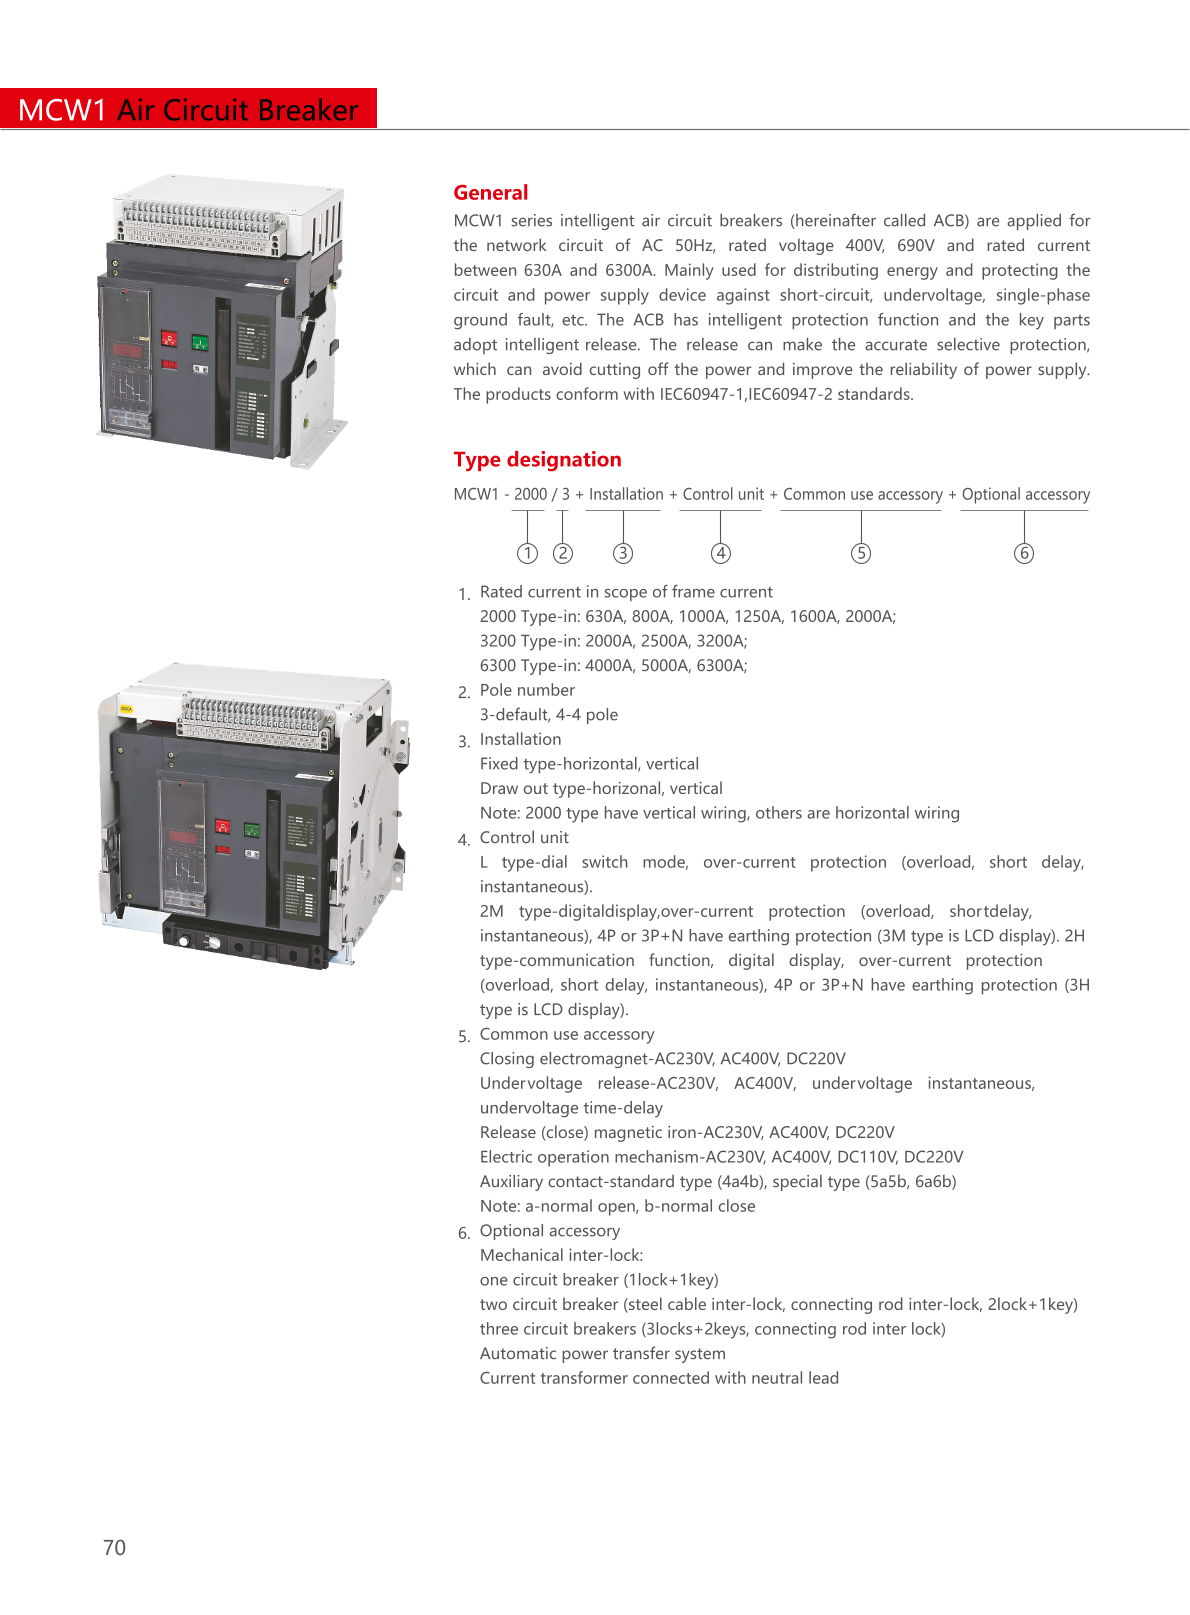 MCW1 Air Circuit Breaker
General
MCW1 series intelligent air circuit breakers (hereinafter called ACB) are applied for
the network circuit of AC 50Hz, rated voltage 400V, 690V and rated current
between 630A and 6300A. Mainly used for distributing energy and protecting the
circuit and power supply device against short-circuit, undervoltage, single-phase
ground fault, etc. The ACB has intelligent protection function and the key parts
adopt intelligent release. The release can make the accurate selective protection,
which can avoid cutting off the power and improve the reliability of power supply.
The products conform with IEC60947-1,IEC60947-2 standards.
Type designation
MCW1 - 2000 / 3 + Installation + Control unit + Common use accessory + Optional accessory
1 2 3 4 5 6
1. Rated current in scope of frame current
2000 Type-in: 630A, 800A, 1000A, 1250A, 1600A, 2000A;
3200 Type-in: 2000A, 2500A, 3200A;
6300 Type-in: 4000A, 5000A, 6300A;
2. Pole number
3-default, 4-4 pole
3. Installation
Fixed type-horizontal, vertical
Draw out type-horizonal, vertical
Note: 2000 type have vertical wiring, others are horizontal wiring
4. Control unit
L type-dial switch mode, over-current protection (overload, short delay,
instantaneous).
2M type-digitaldisplay,over-current protection (overload, shortdelay,
instantaneous), 4P or 3P+N have earthing protection (3M type is LCD display). 2H
type-communication function, digital display, over-current protection
(overload, short delay, instantaneous), 4P or 3P+N have earthing protection (3H
type is LCD display).
5. Common use accessory
Closing electromagnet-AC230V, AC400V, DC220V
Undervoltage release-AC230V, AC400V, undervoltage instantaneous,
undervoltage time-delay
Release (close) magnetic iron-AC230V, AC400V, DC220V
Electric operation mechanism-AC230V, AC400V, DC110V, DC220V
Auxiliary contact-standard type (4a4b), special type (5a5b, 6a6b)
Note: a-normal open, b-normal close
6. Optional accessory
Mechanical inter-lock:
one circuit breaker (1lock+1key)
two circuit breaker (steel cable inter-lock, connecting rod inter-lock, 2lock+1key)
three circuit breakers (3locks+2keys, connecting rod inter lock)
Automatic power transfer system
Current transformer connected with neutral lead
70